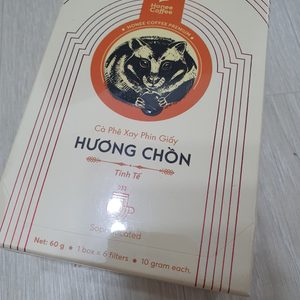 Honee
Coffee
HONEE COFFEE PREMIUM
Cà Phê Xay Phin Giấy
HƯƠNG CHỒN
Tinh Tế
Net: 60 g • 1 box x 6 filters • 10 gram each.